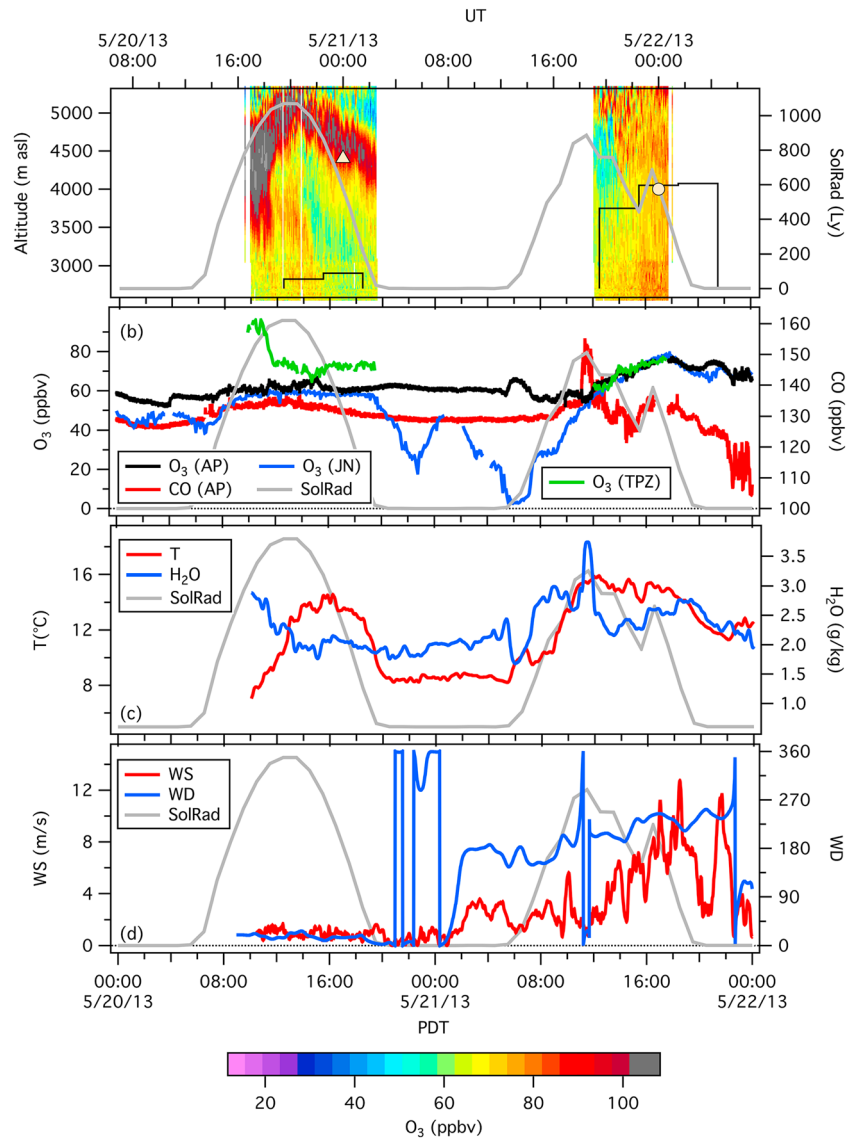 UT
5/20/13 5/21/13 5/22/13
08:00 16:00 00:00 08:00 16:00 00:00
Altitude (m asl)
5000
4500
4000
3500
3000
SolRad (Ly)
1000
800
600
400
200
0
(b)
O3 (ppbv)
80
60
40
20
0
CO (ppbv)
160
150
140
130
120
110
100
O3 (AP) O3 (JN)
CO (AP) SolRad
O3 (TPZ)
T
H2O
SolRad
T(°C)
16
12
8
H2O (g/kg)
3.5
3.0
2.5
2.0
1.5
1.0
(c)
WS
WD
SolRad
WS (m/s)
12
8
4
0
WD
360
270
180
90
0
(d)
00:00 08:00 16:00 00:00 08:00 16:00 00:00
5/20/13 5/21/13 5/22/13
PDT
20 40 60 80 100
O3 (ppbv)